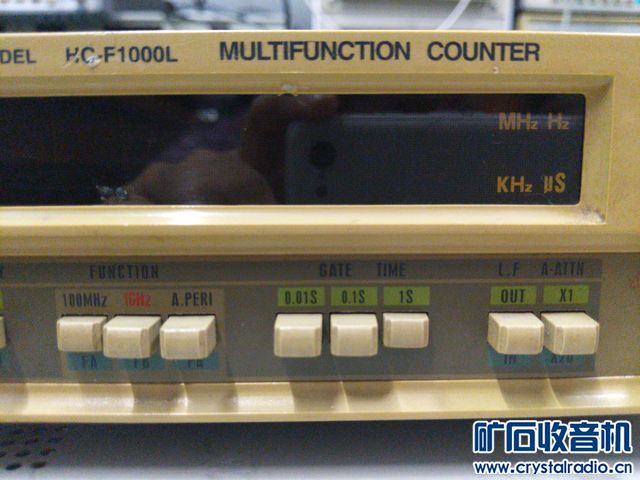 DEL HC-F1000L MULTIFUNCTION COUNTER
MHz Hz
KHz µS
FUNCTION GATE TIME L.F A-ATTN
100MHz 1GHz A.PERI 0.01S 0.1S 1S OUT X1
FA FB FA IN X20
矿石收音机
www.crystalradio.cn